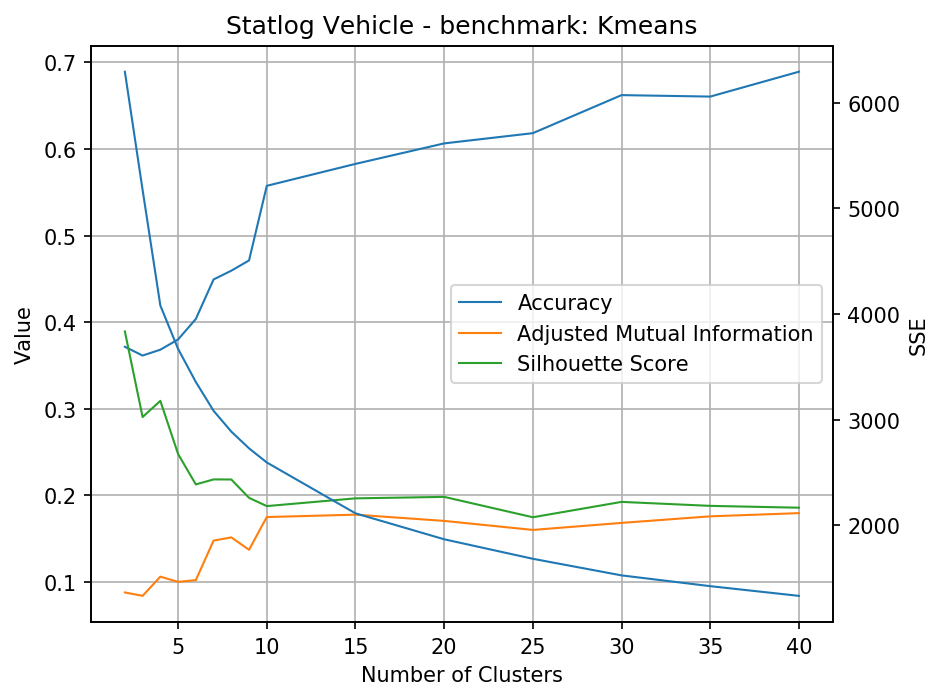 Statlog Vehicle - benchmark: Kmeans
0.7
0.6
0.5
0.4
0.3
0.2
0.1
Value
Accuracy
Adjusted Mutual Information
Silhouette Score
6000
5000
4000
3000
2000
SSE
5 10 15 20 25 30 35 40
Number of Clusters